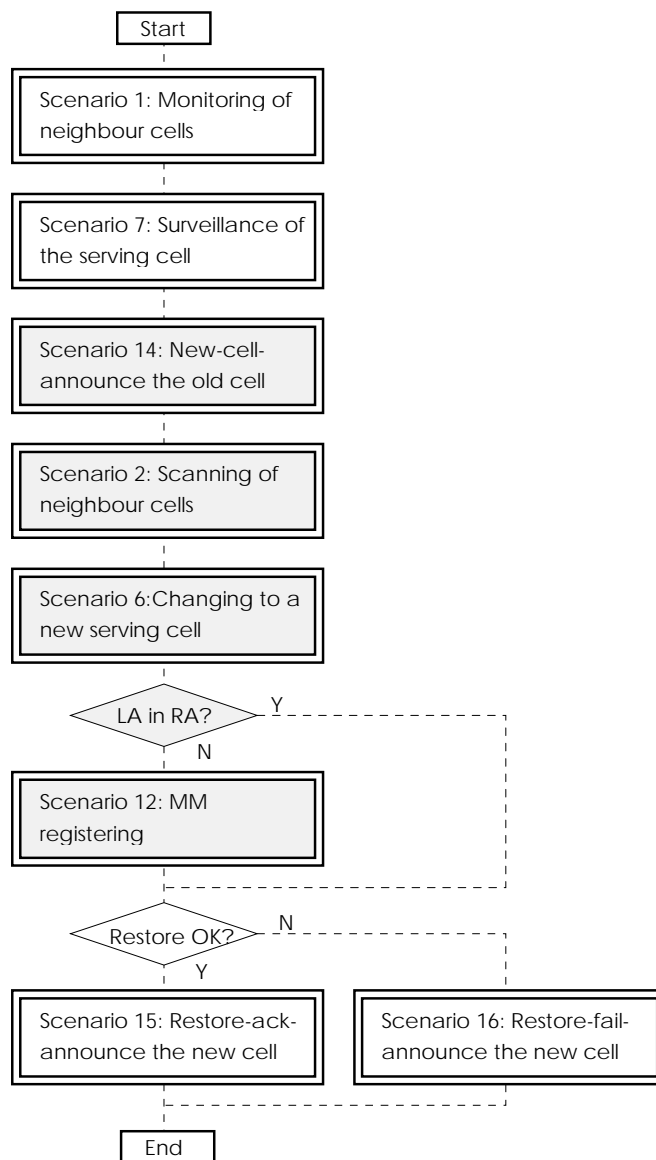 Start
Scenario 1: Monitoring of
neighbour cells
Scenario 7: Surveillance of
the serving cell
Scenario 14: New-cell-
announce the old cell
Scenario 2: Scanning of
neighbour cells
Scenario 6:Changing to a
new serving cell
LA in RA?
Y
N
Scenario 12: MM
registering
Restore OK?
N
Y
Scenario 15: Restore-ack-
announce the new cell
Scenario 16: Restore-fail-
announce the new cell
End